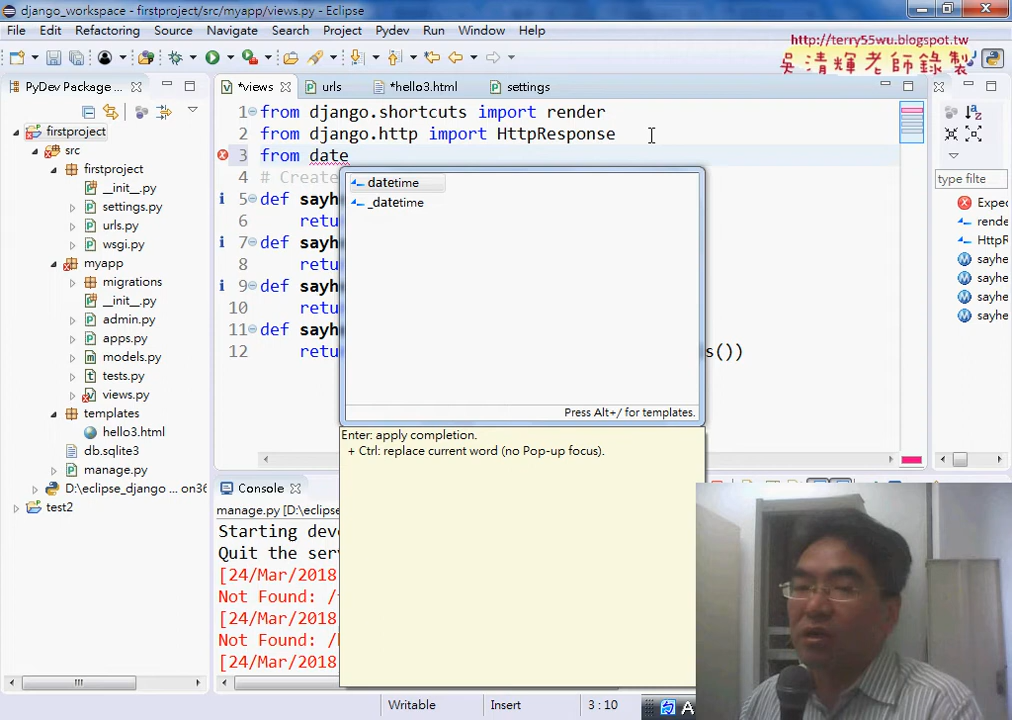 django_workspace - firstproject/src/myapp/views.py - Eclipse
File Edit Refactoring Source Navigate Search Project Pydev Run Window Help
http://terry55wu.blogspot.tw
吳清輝老師錄製
PyDev Package
*views
urls
*hello3.html
settings
firstproject
src
firstproject
__init__.py
settings.py
urls.py
wsgi.py
myapp
migrations
__init__.py
admin.py
apps.py
models.py
tests.py
views.py
templates
hello3.html
db.sqlite3
manage.py
D:\eclipse_django ... on36
test2
1 from django.shortcuts import render
2 from django.http import HttpResponse
3 from date
4 # Create
5 def sayh
6 retu
7 def sayh
8 retu
9 def sayh
10 retu
11 def sayh
12 retu s())
datetime
_datetime
Press Alt+/ for templates.
Enter: apply completion.
+ Ctrl: replace current word (no Pop-up focus).
type filte
Expec
rende
HttpR
sayhe
sayhe
sayhe
sayhe
Console
manage.py [D:\eclipse
Starting deve
Quit the serv
[24/Mar/2018
Not Found: /
[24/Mar/2018
Not Found: /
[24/Mar/2018
Writable Insert 3 : 10
A